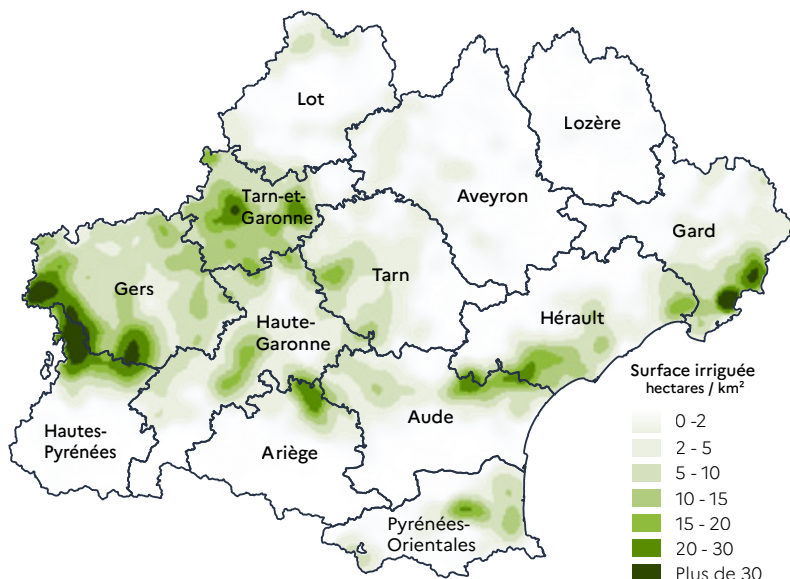 Lot
Lozère
Tarn-et-
Garonne
Aveyron
Gard
Gers
Tarn
Haute-
Garonne
Hérault
Surface irriguée
hectares / km²
0 -2
2 - 5
5 - 10
10 - 15
15 - 20
20 - 30
Plus de 30
Aude
Hautes-
Pyrénées
Ariège
Pyrénées-
Orientales